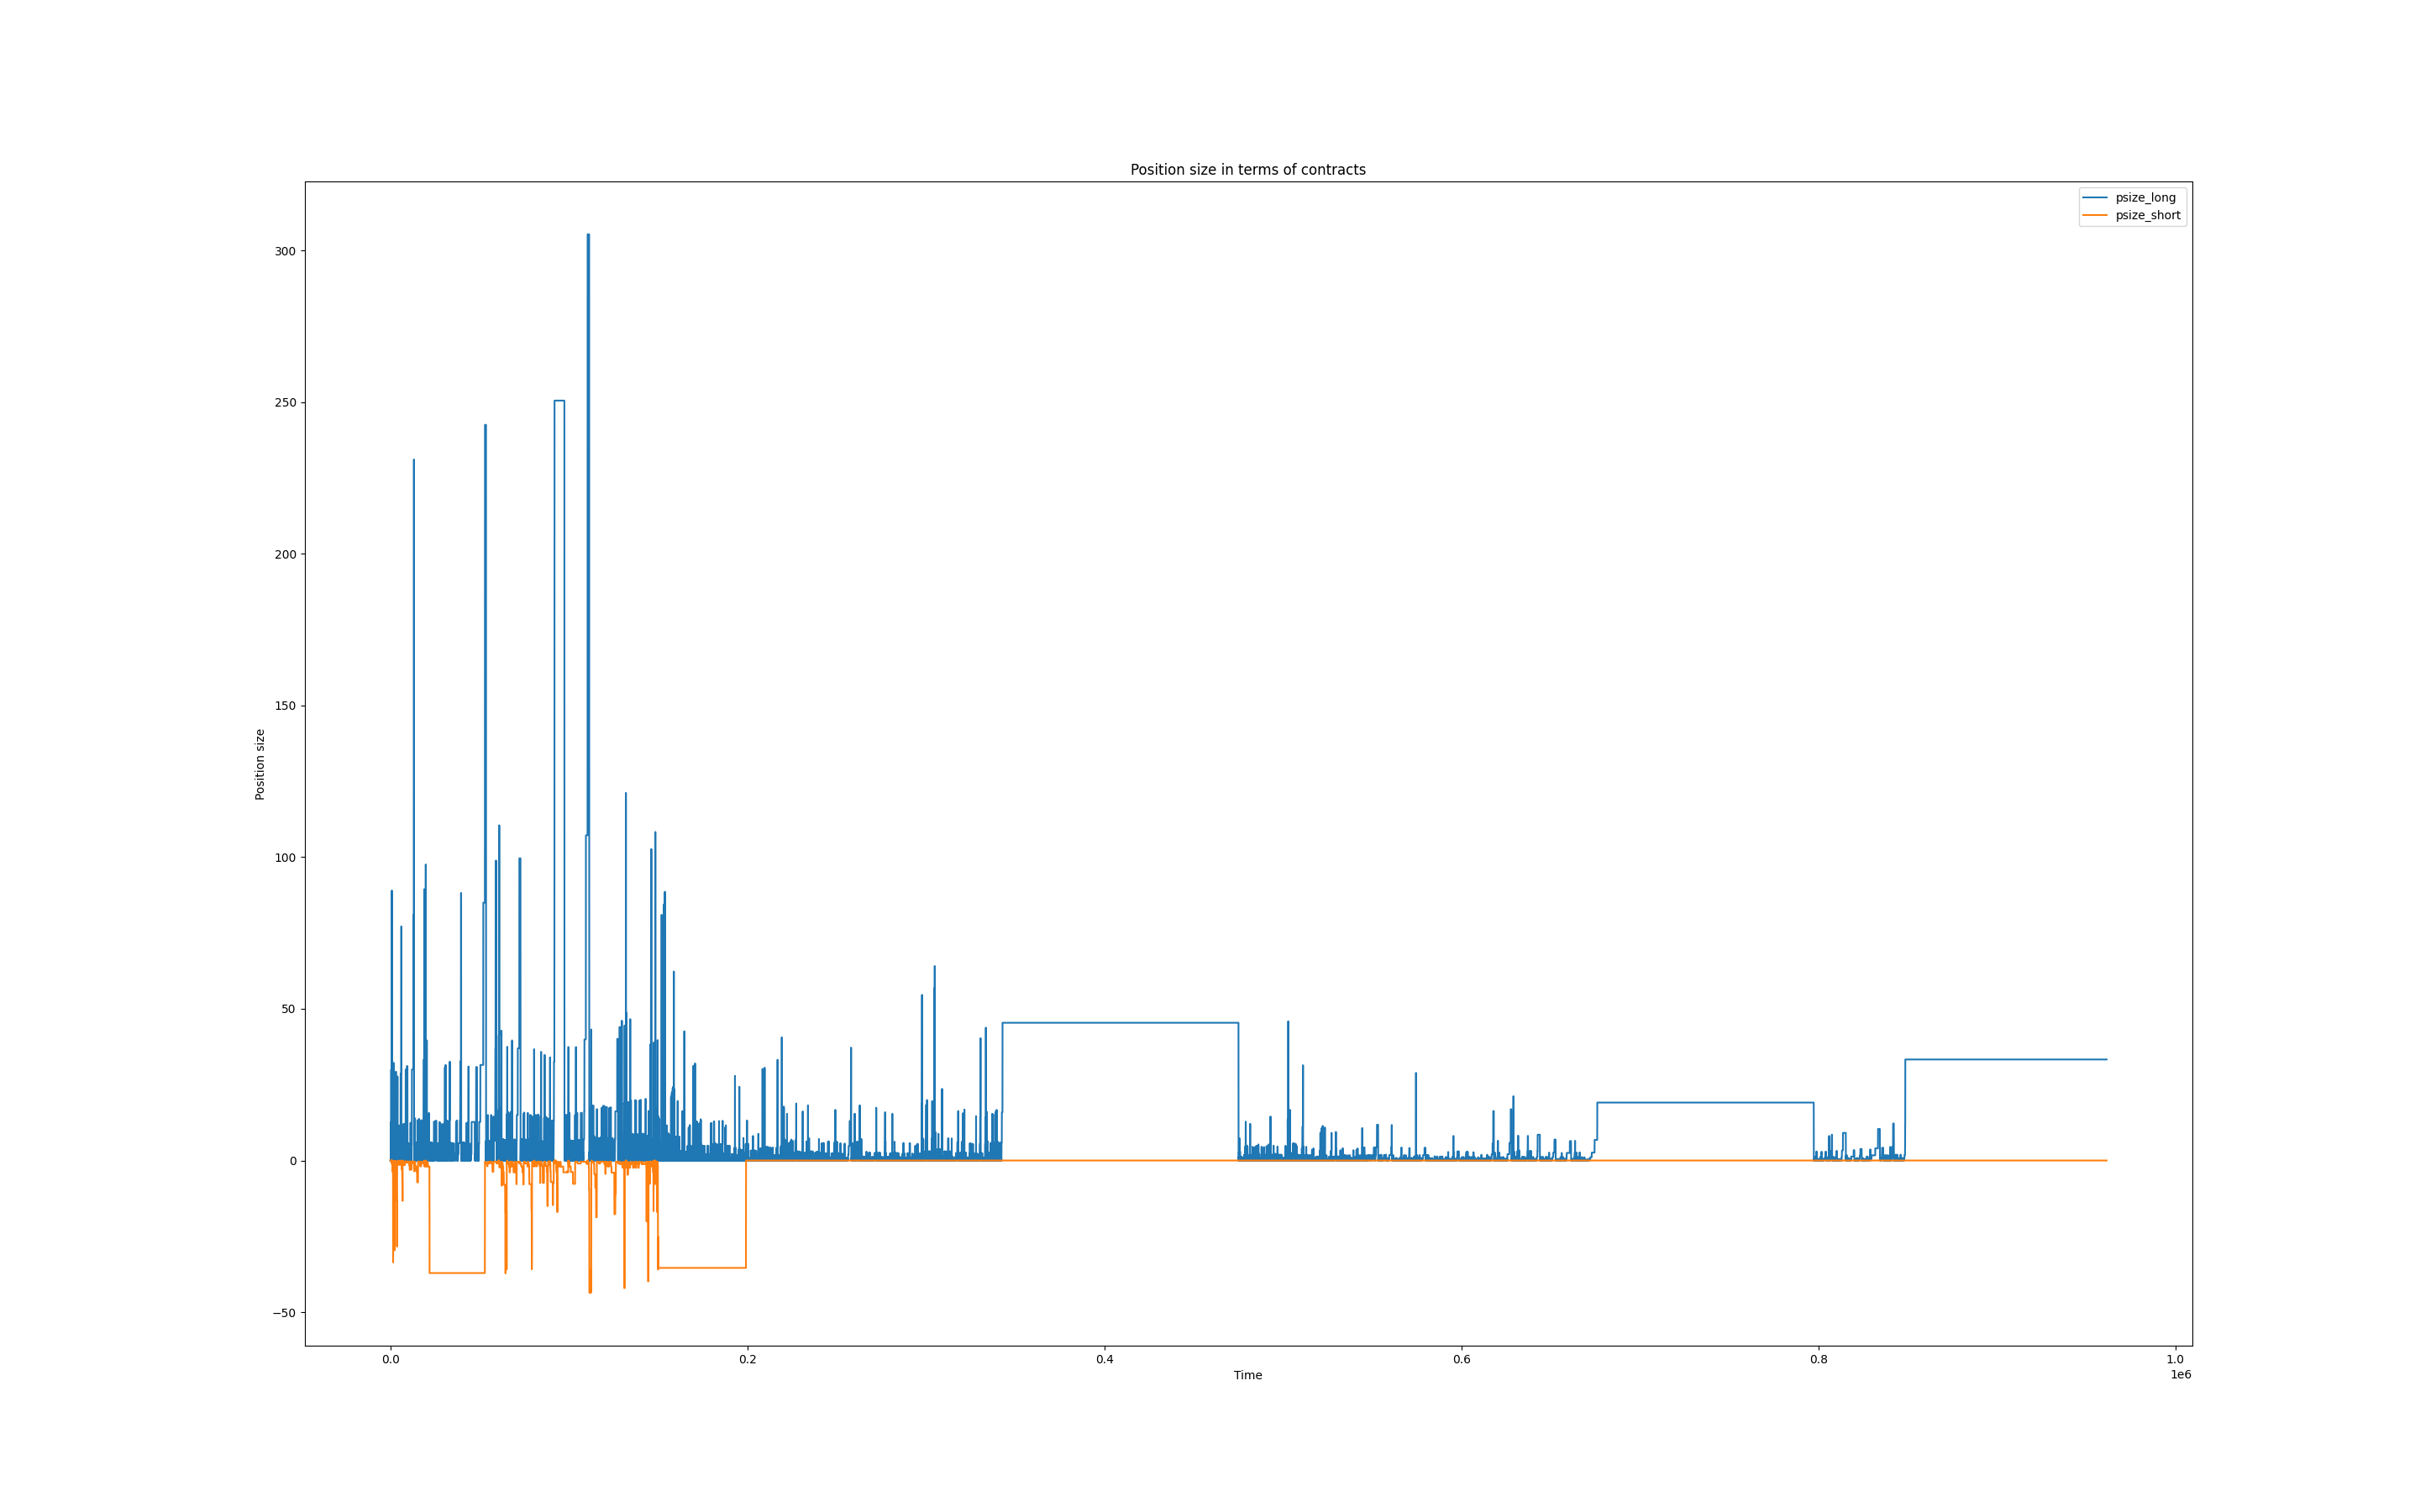 Position size in terms of contracts
psize_long
psize_short
300
250
200
150
100
50
0
−50
Position size
0.0
0.2
0.4
0.6
0.8
1.0
1e6
Time